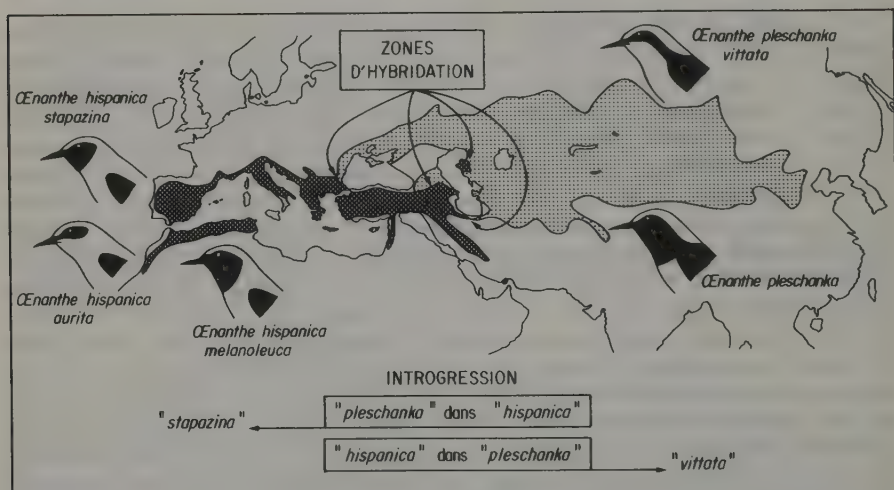 ZONES
D'HYBRIDATION
Œnanthe pleschanka
vittata
Œnanthe hispanica
stapazina
Œnanthe hispanica
aurita
Œnanthe hispanica
melanoleuca
Œnanthe pleschanka
INTROGRESSION
"stapazina"
"pleschanka" dans "hispanica"
"hispanica" dans "pleschanka"
"vittata"